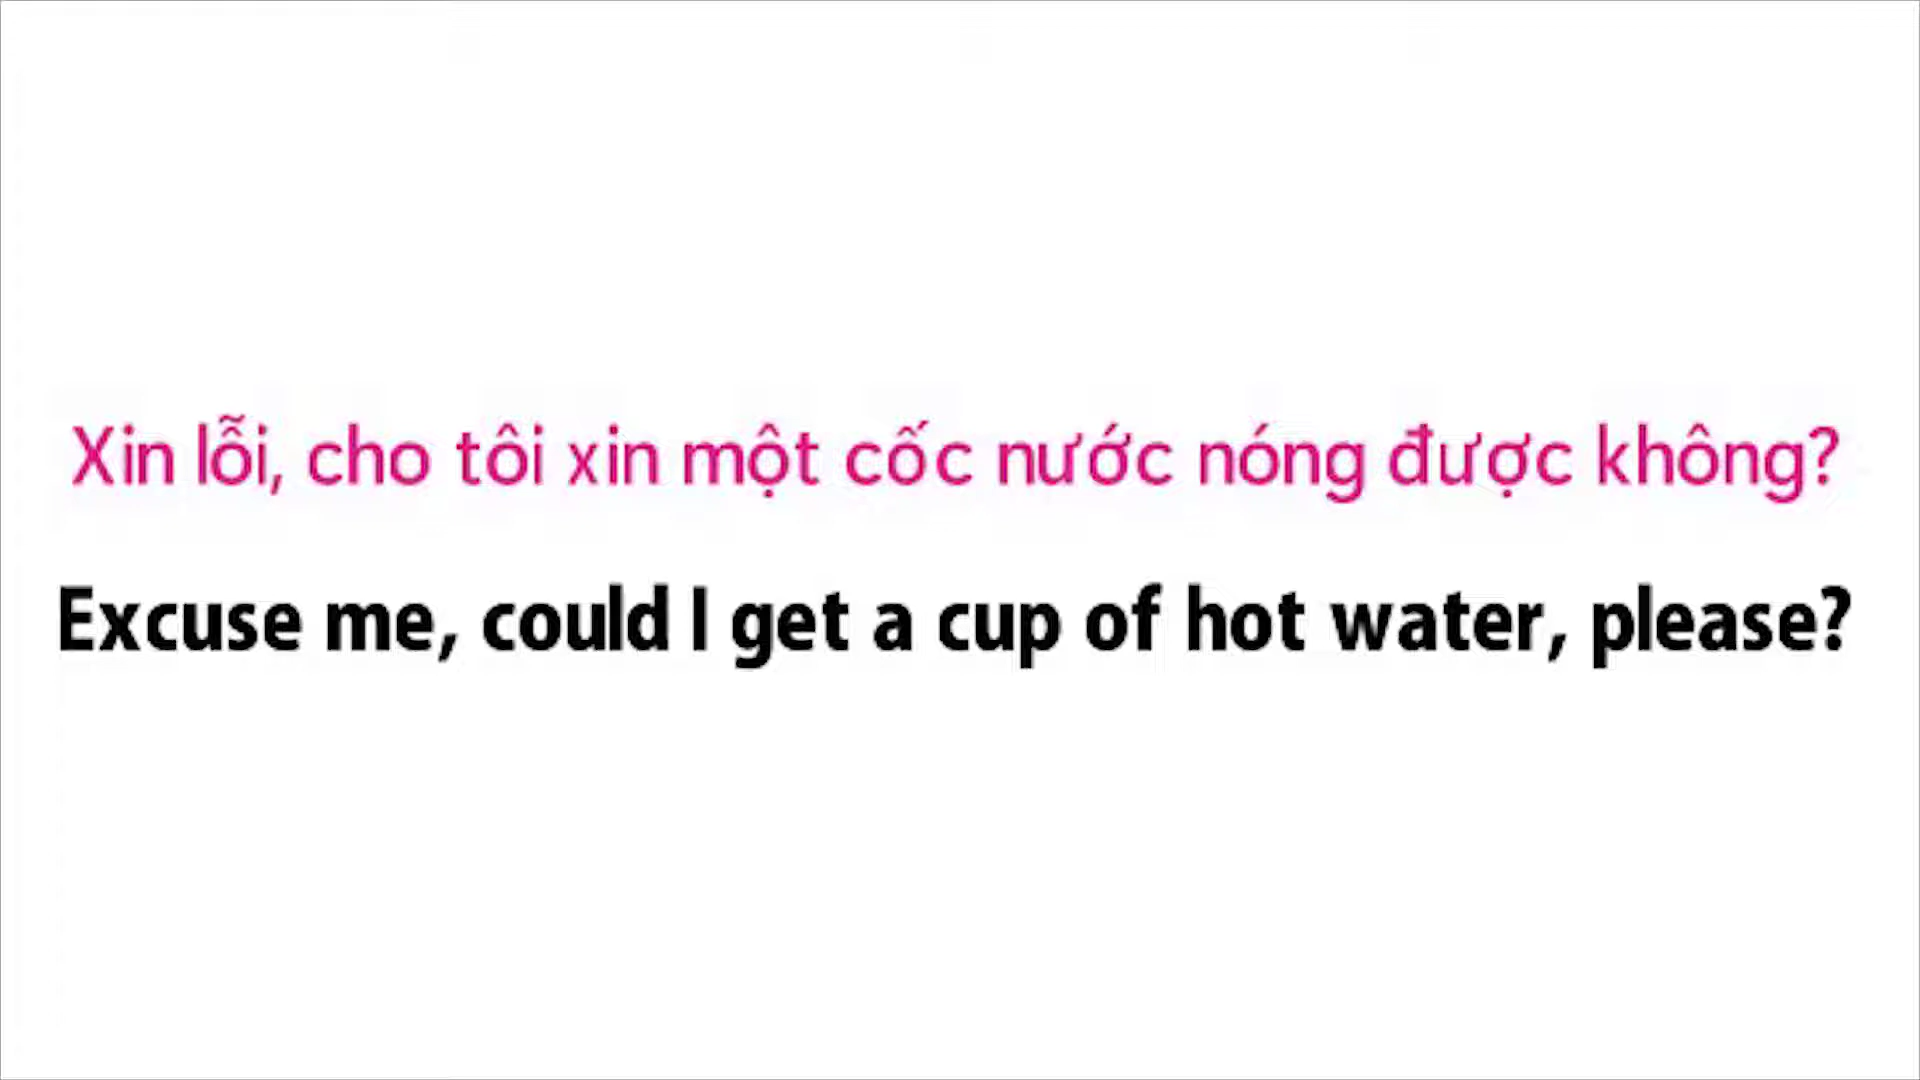 Xin lỗi, cho tôi xin một cốc nước nóng được không?
Excuse me, could I get a cup of hot water, please?